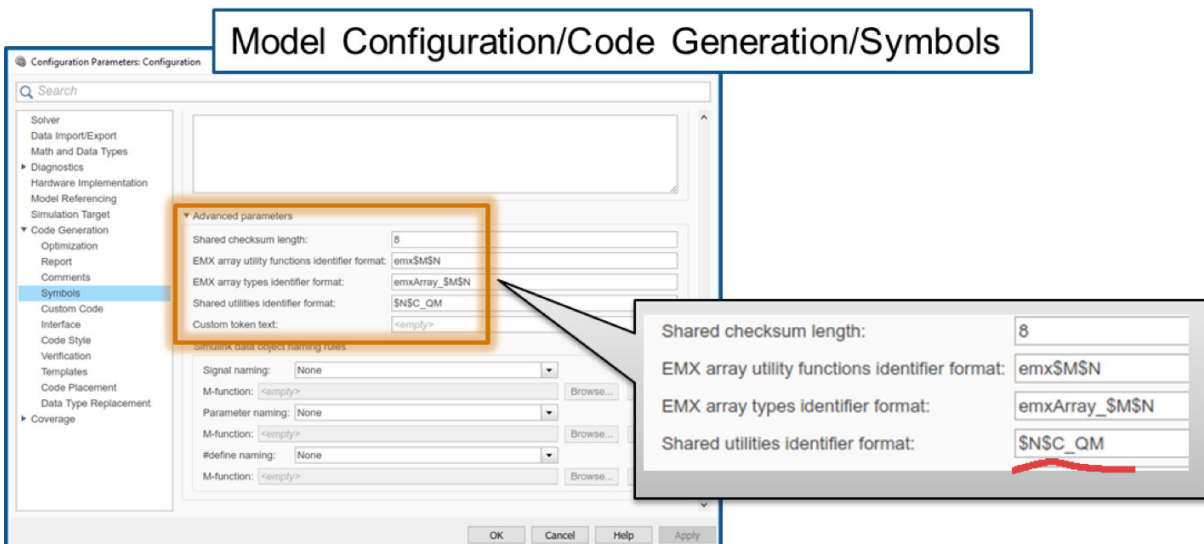 Model Configuration/Code Generation/Symbols
Configuration Parameters: Configuration
Search
Solver
Data Import/Export
Math and Data Types
Diagnostics
Hardware Implementation
Model Referencing
Simulation Target
Code Generation
Optimization
Report
Comments
Symbols
Custom Code
Interface
Code Style
Verification
Templates
Code Placement
Data Type Replacement
Coverage
Advanced parameters
Shared checksum length: 8
EMX array utility functions identifier format: emx$M$N
EMX array types identifier format: emxArray_$M$N
Shared utilities identifier format: $N$C_QM
Custom token text: <empty>
Simulink data object naming rules
Signal naming: None
M-function: <empty> Browse...
Parameter naming: None
M-function: <empty> Browse...
#define naming: None
M-function: <empty> Browse...
OK Cancel Help Apply
Shared checksum length: 8
EMX array utility functions identifier format: emx$M$N
EMX array types identifier format: emxArray_$M$N
Shared utilities identifier format: $N$C_QM